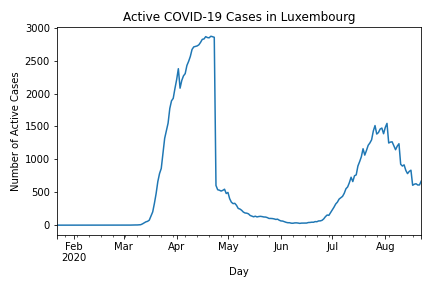 Active COVID-19 Cases in Luxembourg
3000
2500
2000
1500
1000
500
0
Number of Active Cases
Feb Mar Apr May Jun Jul Aug
2020
Day